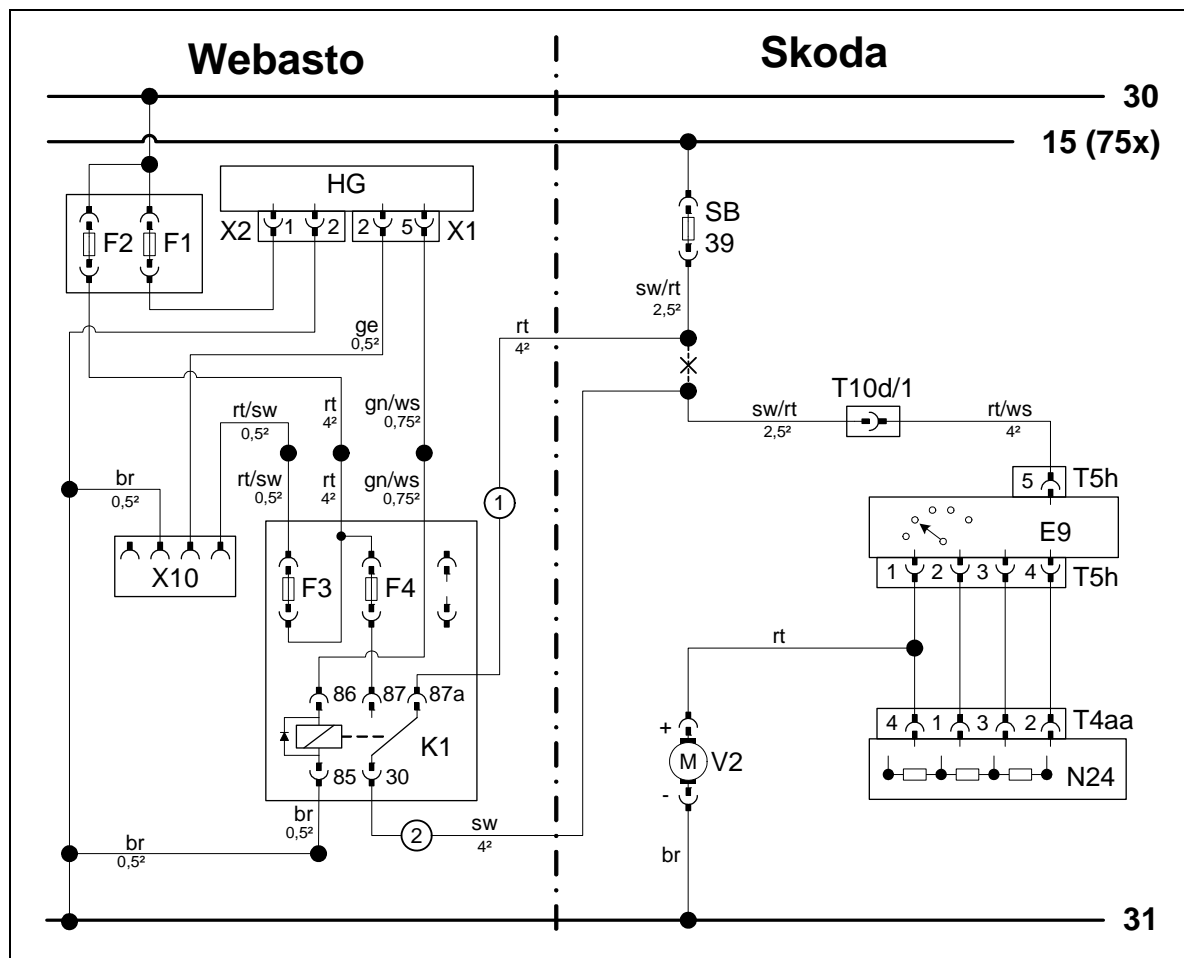 Webasto
Skoda
30
15 (75x)
HG
X2 1 2 2 5 X1
F2 F1
SB
39
sw/rt
2,5²
ge
0,5²
rt
4²
T10d/1
rt/sw
0,5²
rt
4²
gn/ws
0,75²
sw/rt
2,5²
rt/ws
4²
rt/sw
0,5²
rt
4²
gn/ws
0,75²
br
0,5²
1
5 T5h
E9
X10
F3 F4
1 2 3 4 T5h
rt
86 87 87a
K1
85 30
4 1 3 2 T4aa
+
M V2
-
N24
br
0,5²
2
sw
4²
br
0,5²
br
31